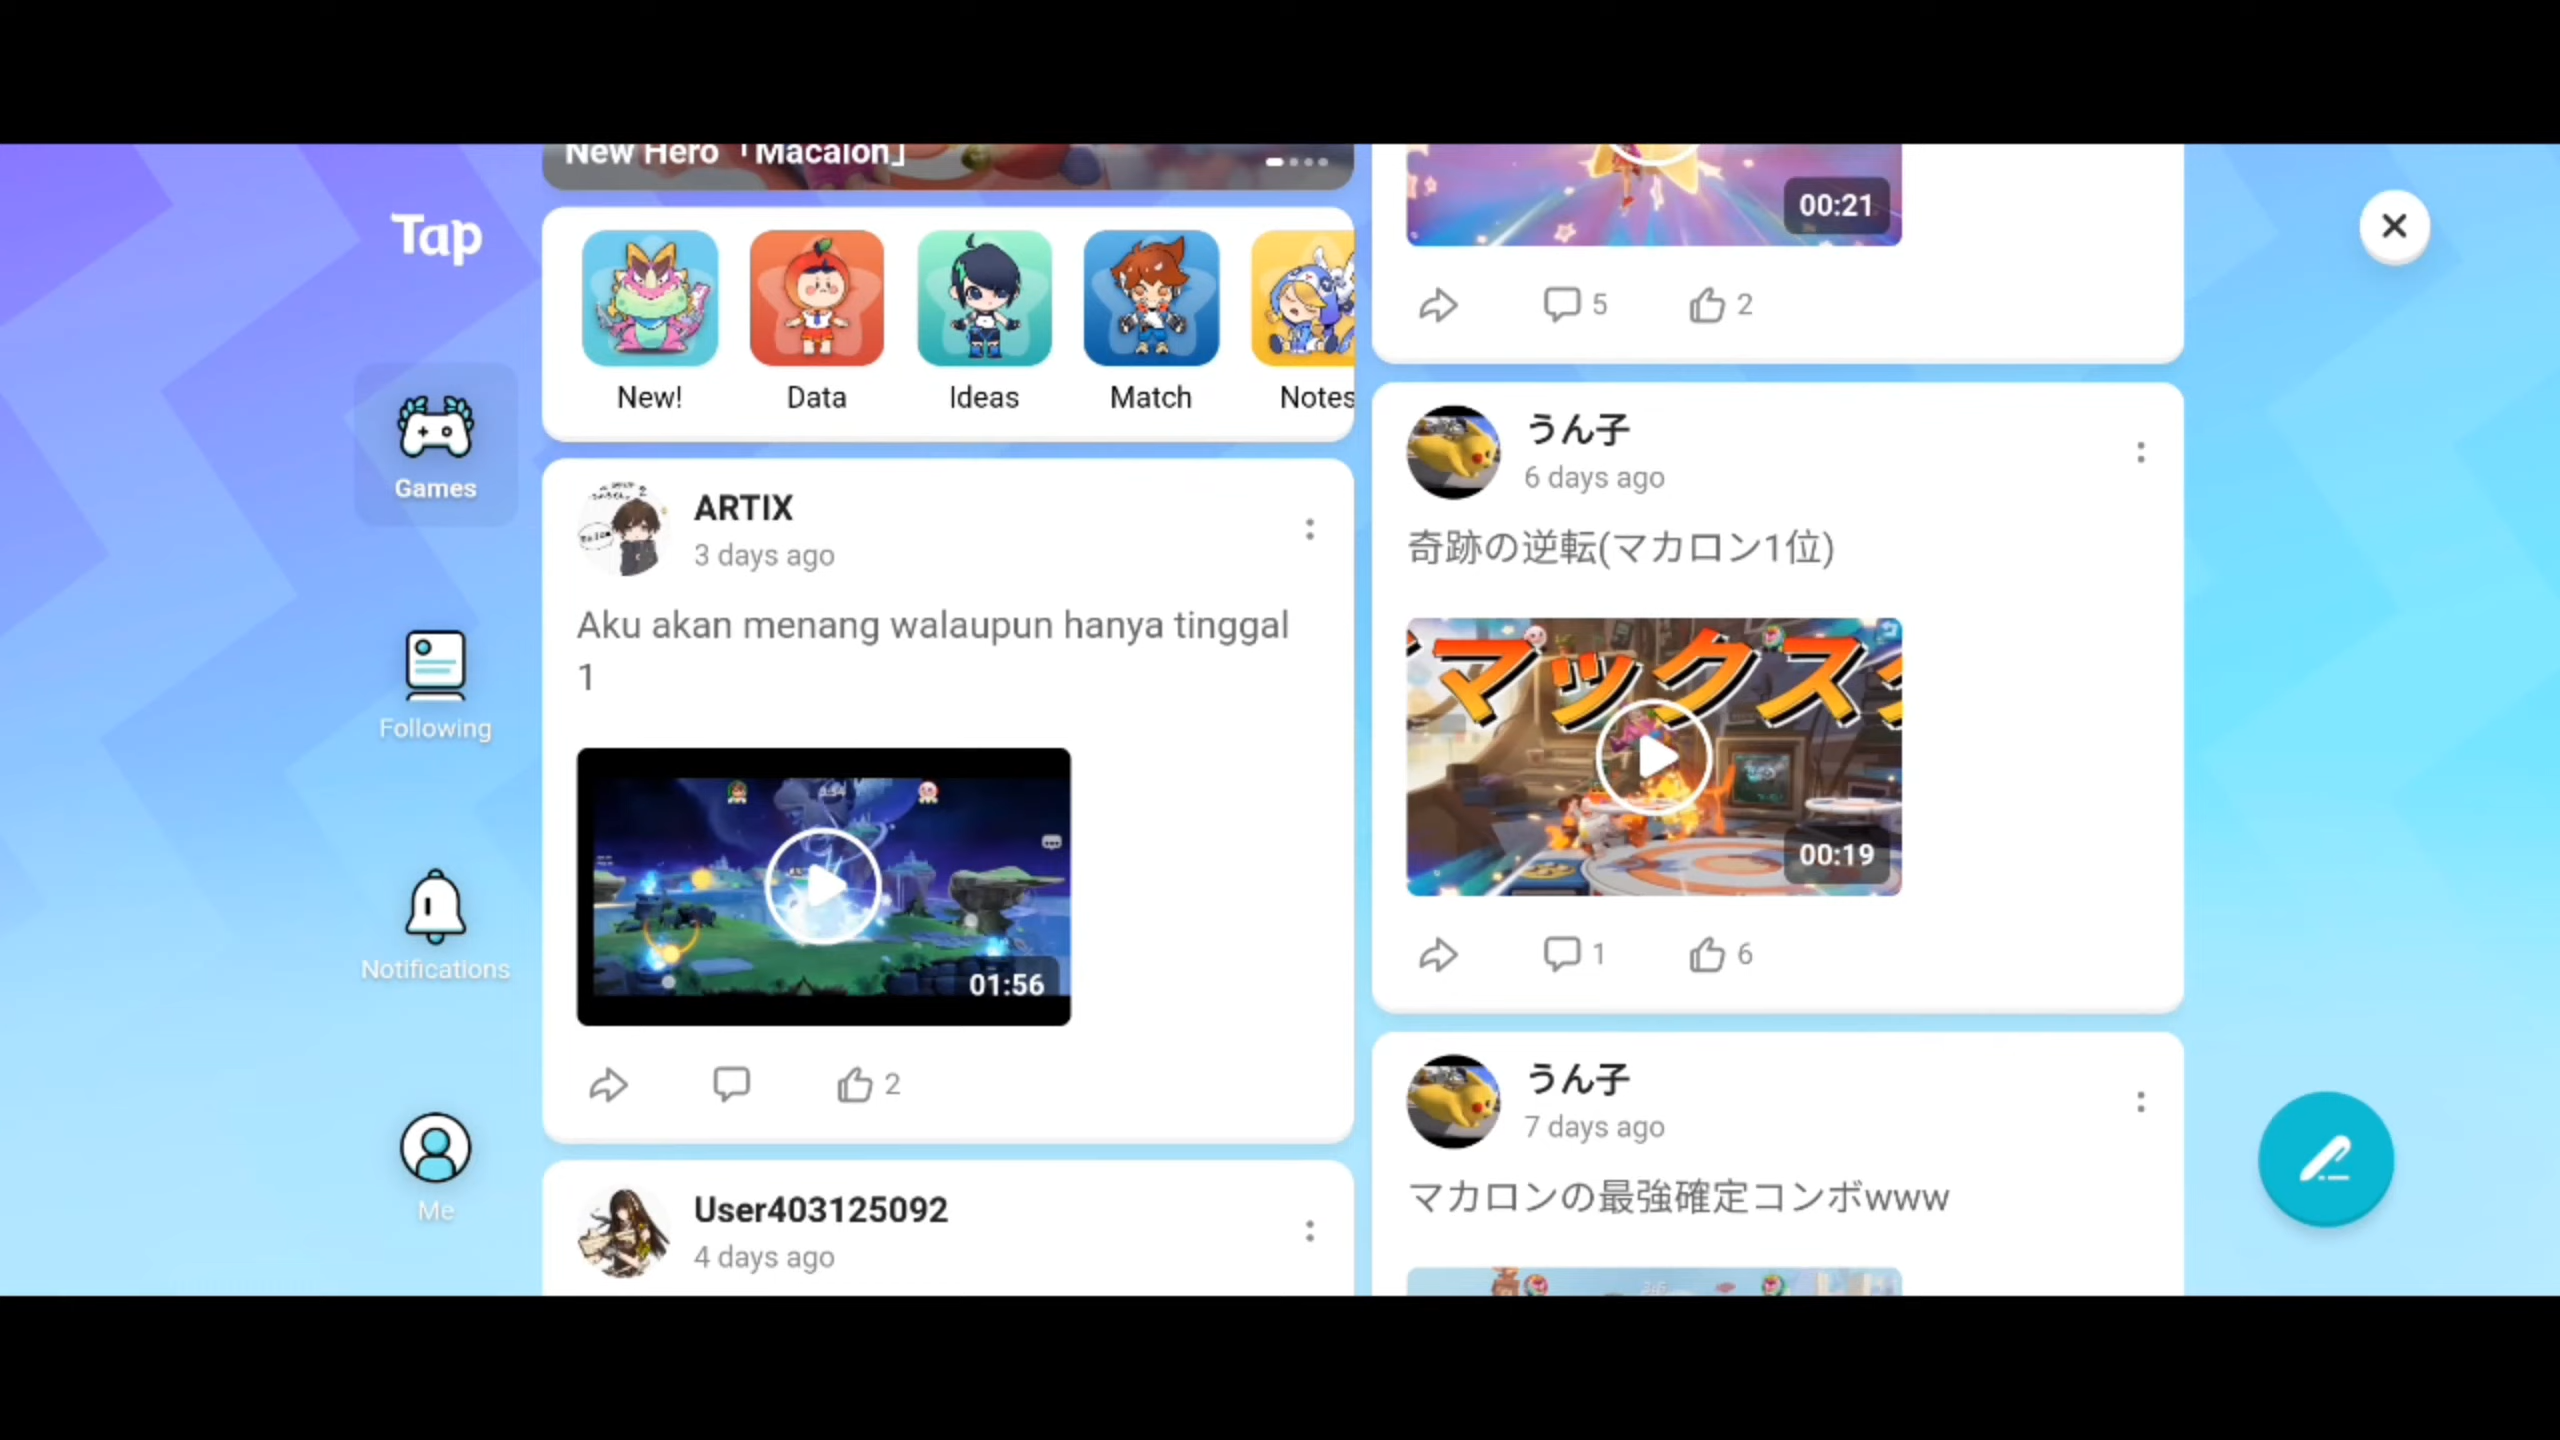 Tap
Games
Following
Notifications
Me
New Hero「Macalon」
New!
Data
Ideas
Match
Notes
ARTIX
3 days ago
Aku akan menang walaupun hanya tinggal
1
01:56
2
User403125092
4 days ago
00:21
5
2
うん子
6 days ago
奇跡の逆転(マカロン1位)
マックス
00:19
1
6
うん子
7 days ago
マカロンの最強確定コンボwww